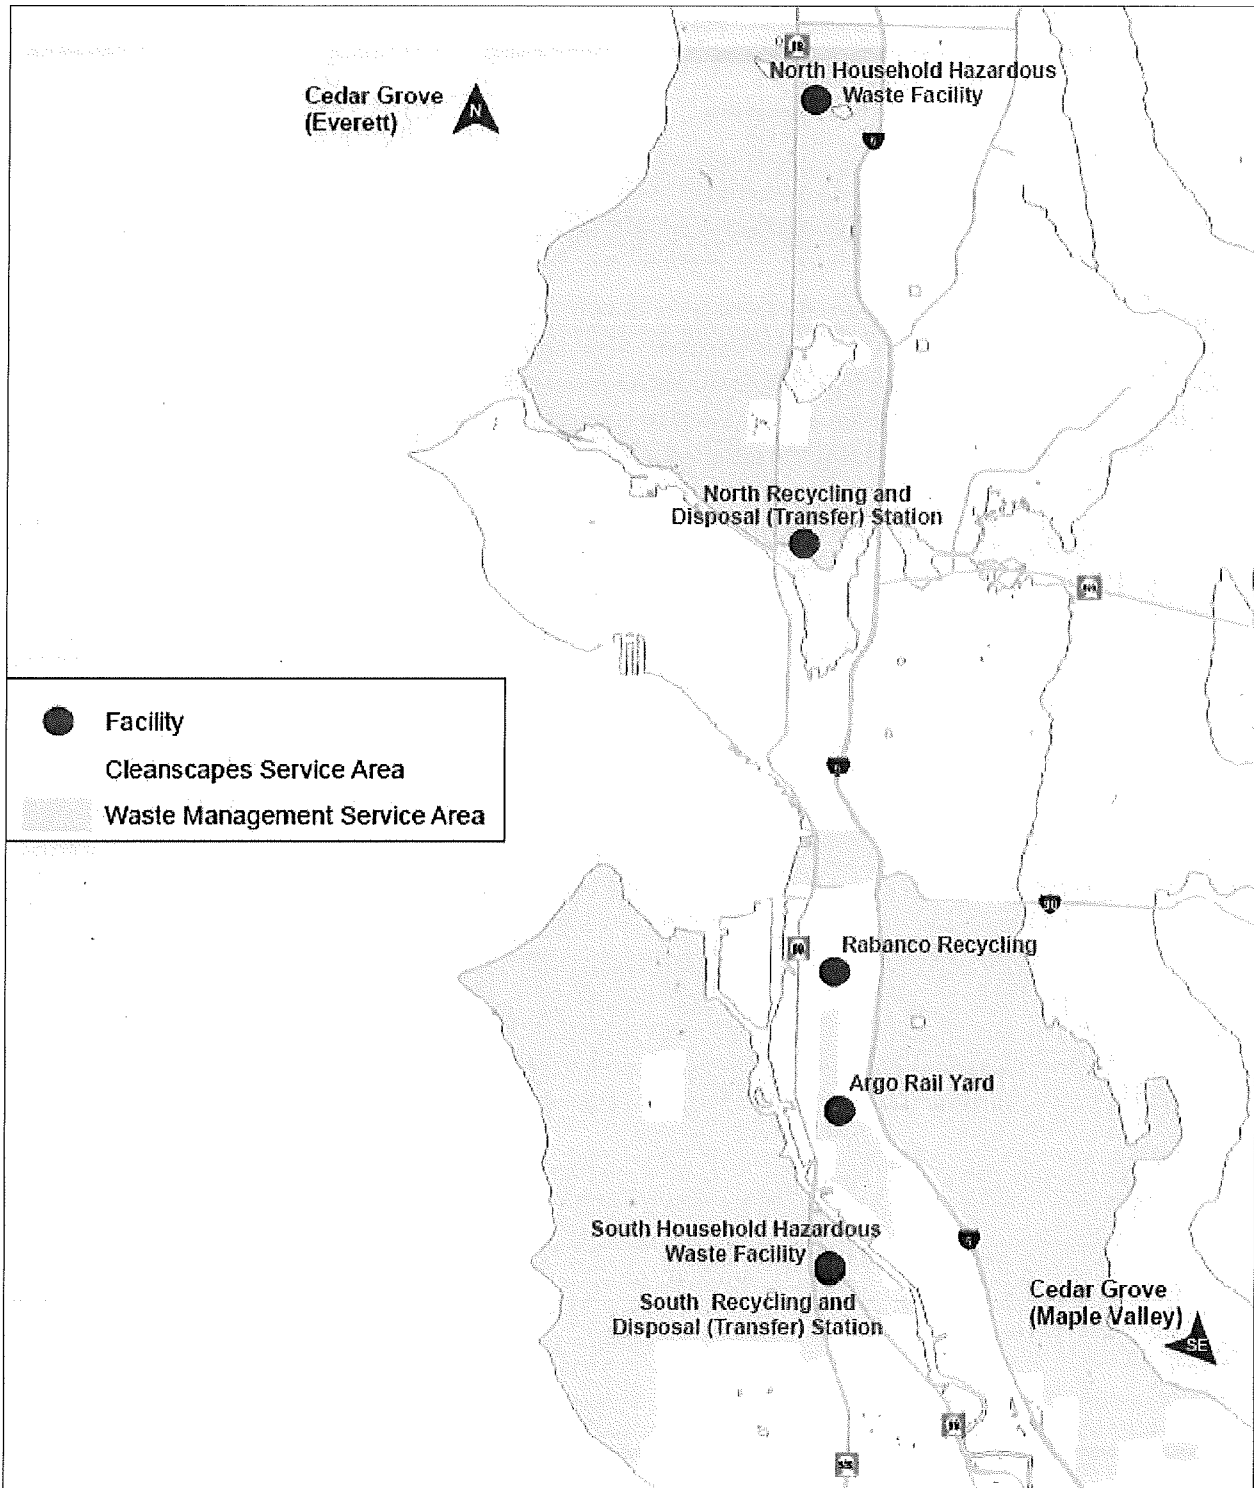 North Household Hazardous
Waste Facility
Cedar Grove
(Everett)
N
North Recycling and
Disposal (Transfer) Station
Facility
Cleanscapes Service Area
Waste Management Service Area
90
Rabanco Recycling
Argo Rail Yard
South Household Hazardous
Waste Facility
South Recycling and
Disposal (Transfer) Station
Cedar Grove
(Maple Valley)
SE